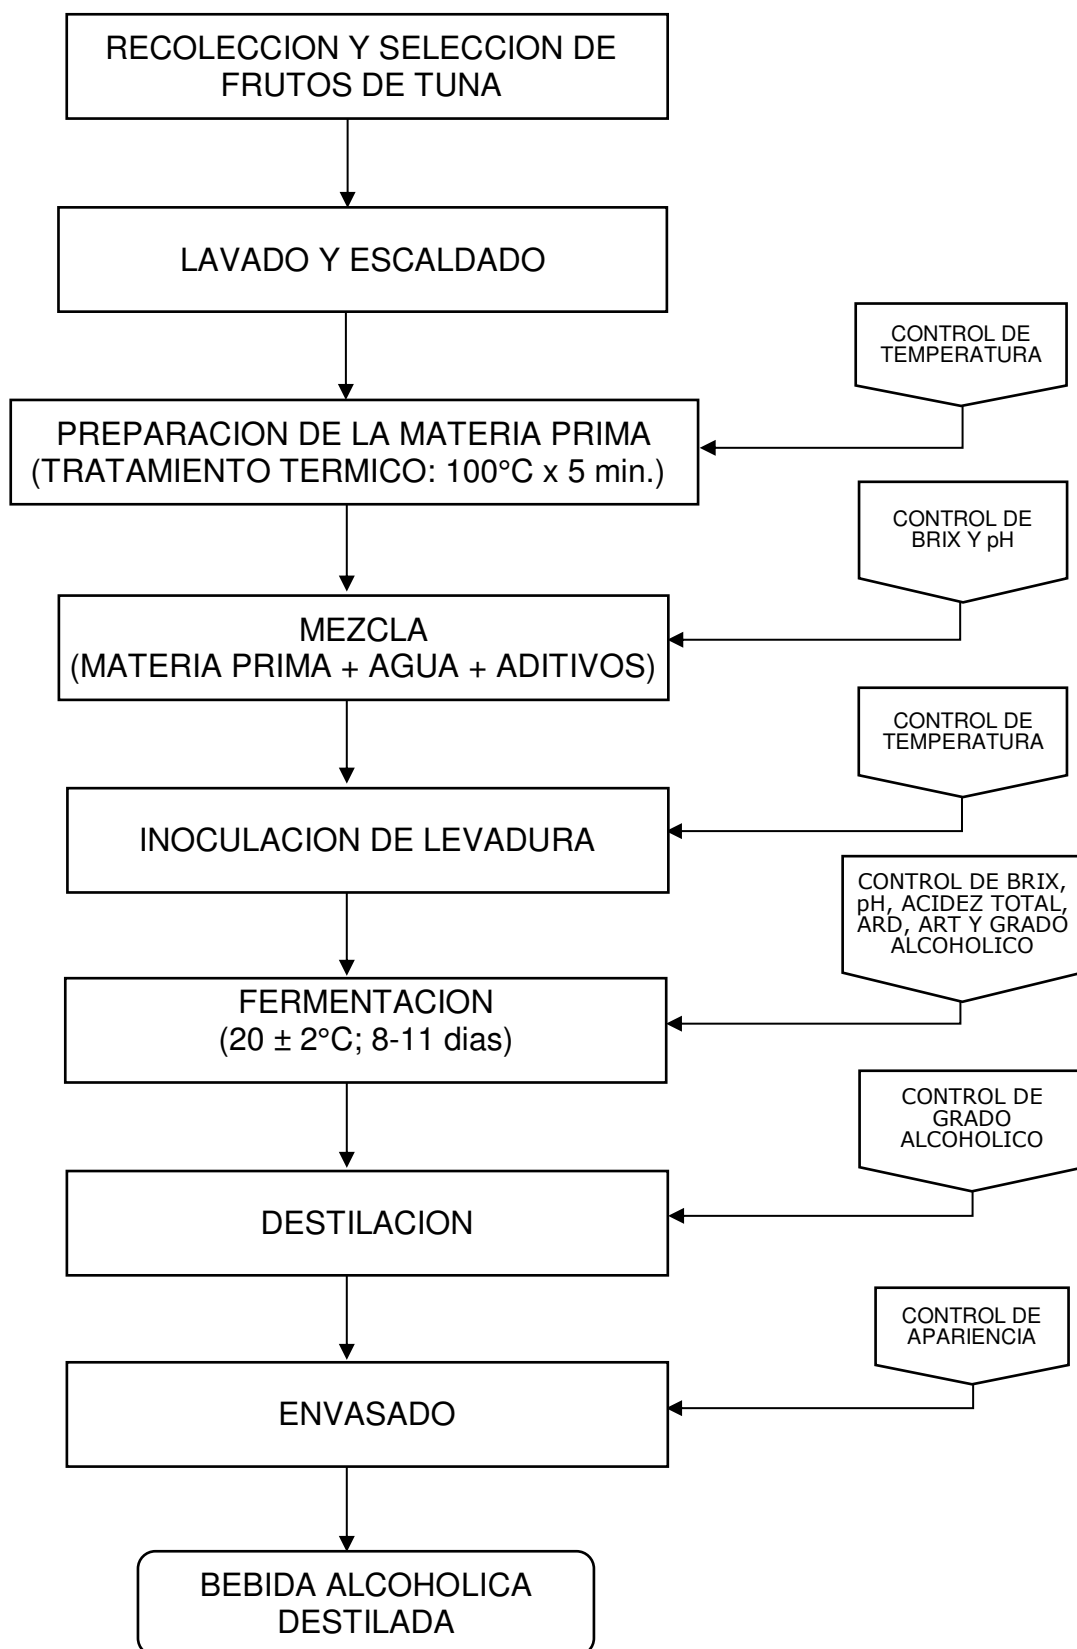 RECOLECCION Y SELECCION DE
FRUTOS DE TUNA
LAVADO Y ESCALDADO
CONTROL DE
TEMPERATURA
PREPARACION DE LA MATERIA PRIMA
(TRATAMIENTO TERMICO: 100°C x 5 min.)
CONTROL DE
BRIX Y pH
MEZCLA
(MATERIA PRIMA + AGUA + ADITIVOS)
CONTROL DE
TEMPERATURA
INOCULACION DE LEVADURA
CONTROL DE BRIX,
pH, ACIDEZ TOTAL,
ARD, ART Y GRADO
ALCOHOLICO
FERMENTACION
(20 ± 2°C; 8-11 dias)
CONTROL DE
GRADO
ALCOHOLICO
DESTILACION
CONTROL DE
APARIENCIA
ENVASADO
BEBIDA ALCOHOLICA
DESTILADA